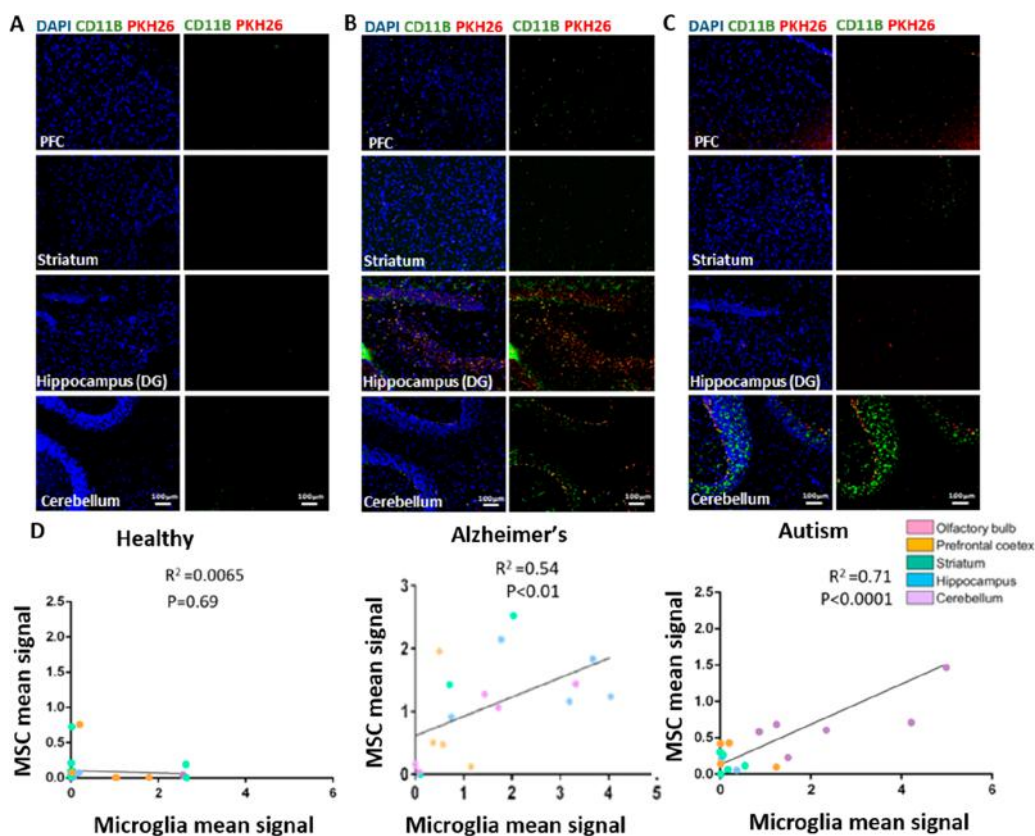 A DAPI CD11B PKH26 CD11B PKH26
PFC
Striatum
Hippocampus (DG)
Cerebellum
100µm
100µm
B DAPI CD11B PKH26 CD11B PKH26
PFC
Striatum
Hippocampus (DG)
Cerebellum
100µm
100µm
C DAPI CD11B PKH26 CD11B PKH26
PFC
Striatum
Hippocampus (DG)
Cerebellum
100µm
100µm
D
Healthy
R² =0.0065
P=0.69
MSC mean signal
2.5
2.0
1.5
1.0
0.5
0.0
0 2 4 6
Microglia mean signal
Alzheimer's
R² =0.54
P<0.01
MSC mean signal
3
2
1
0
0 1 2 3 4 5
Microglia mean signal
Autism
R² =0.71
P<0.0001
MSC mean signal
2.5
2.0
1.5
1.0
0.5
0.0
0 2 4 6
Microglia mean signal
Olfactory bulb
Prefrontal coetex
Striatum
Hippocampus
Cerebellum